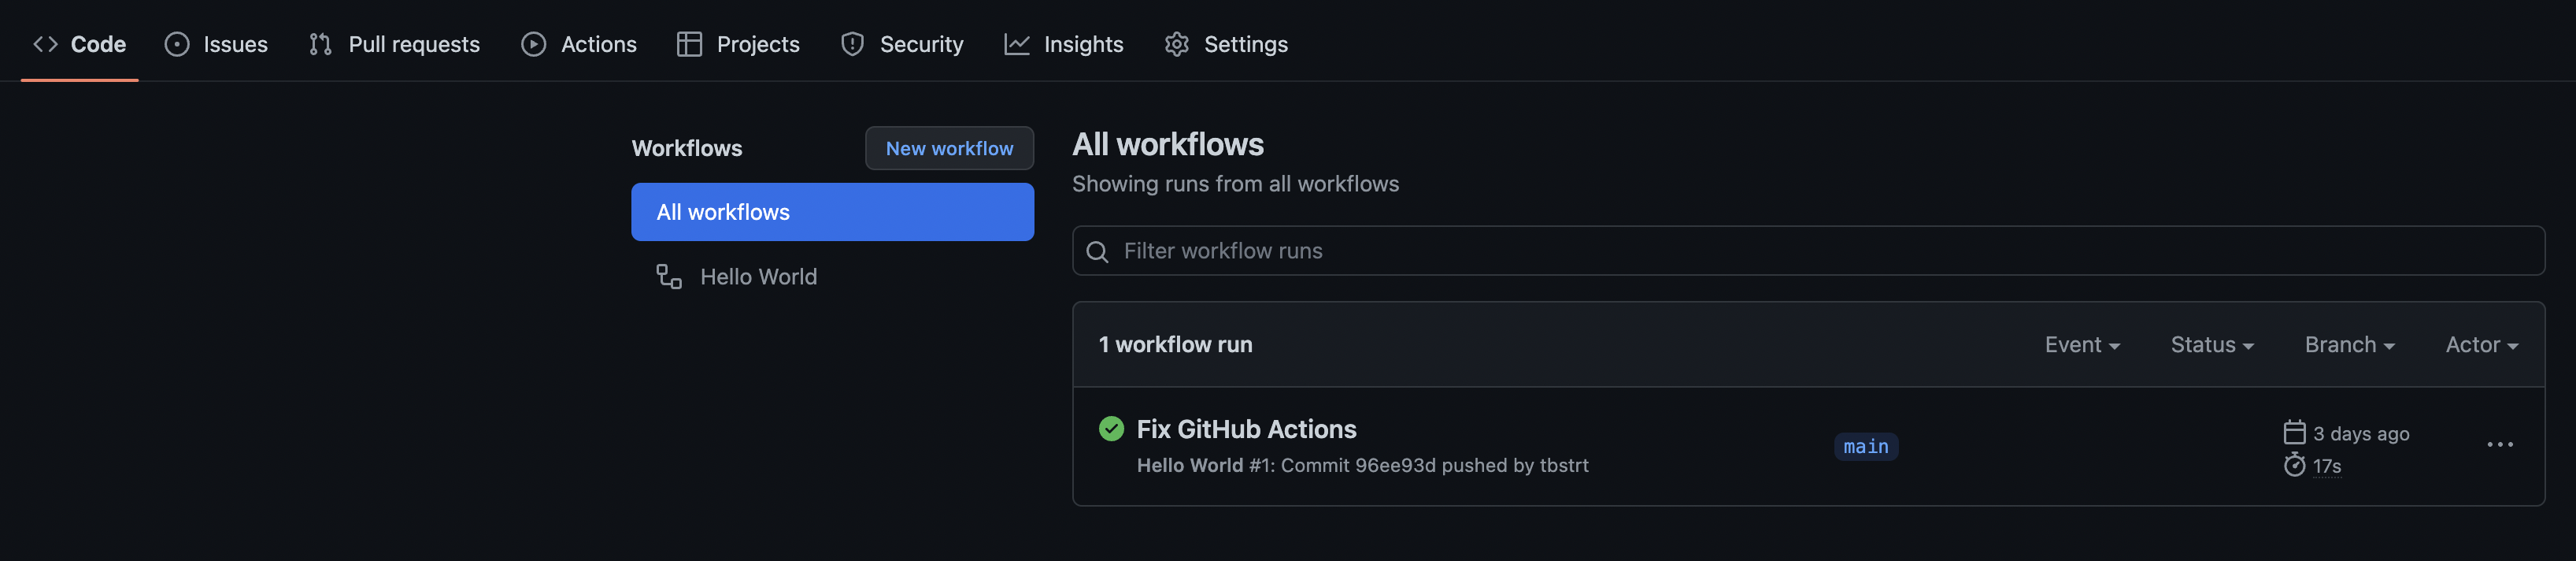 Code Issues Pull requests Actions Projects Security Insights Settings
Workflows New workflow
All workflows
Hello World
All workflows
Showing runs from all workflows
Filter workflow runs
1 workflow run Event Status Branch Actor
Fix GitHub Actions
Hello World #1: Commit 96ee93d pushed by tbstrt
main
3 days ago
17s